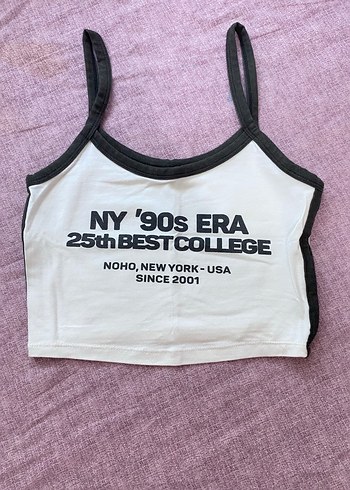 NY '90s ERA
25th BEST COLLEGE
NOHO, NEW YORK - USA
SINCE 2001